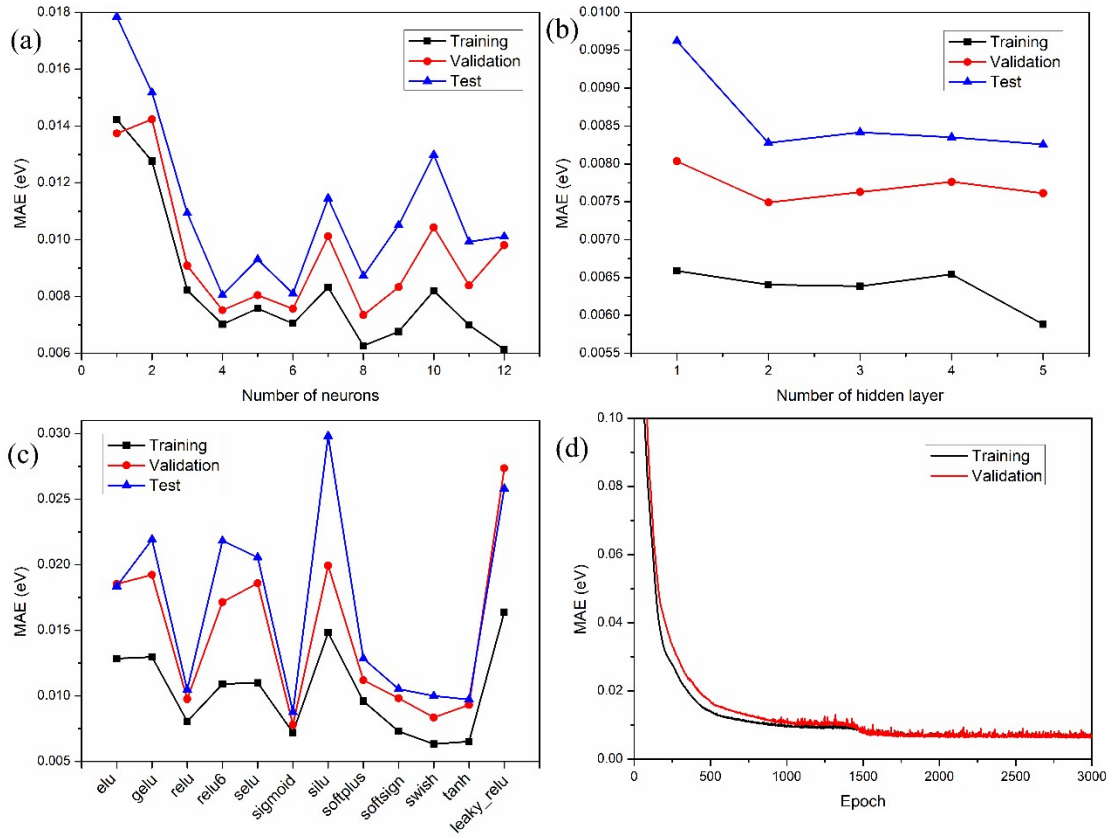 (a)
MAE (eV)
0.018
0.016
0.014
0.012
0.010
0.008
0.006
0 2 4 6 8 10 12
Number of neurons
Training
Validation
Test
(b)
MAE (eV)
0.0100
0.0095
0.0090
0.0085
0.0080
0.0075
0.0070
0.0065
0.0060
0.0055
1 2 3 4 5
Number of hidden layer
Training
Validation
Test
(c)
MAE (eV)
0.030
0.025
0.020
0.015
0.010
0.005
elu gelu relu relu6 selu sigmoid silu softplus softsign swish tanh leaky_relu
Training
Validation
Test
(d)
MAE (eV)
0.10
0.08
0.06
0.04
0.02
0.00
0 500 1000 1500 2000 2500 3000
Epoch
Training
Validation